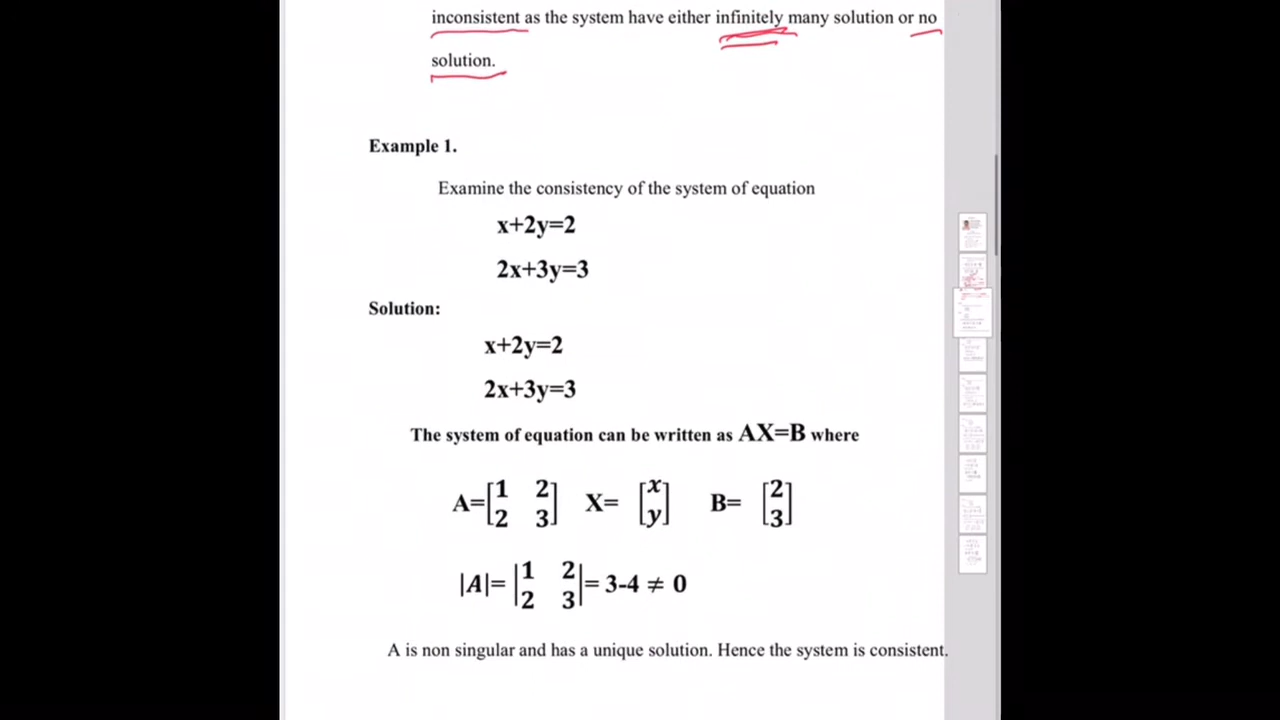 inconsistent as the system have either infinitely many solution or no
solution.
Example 1.
Examine the consistency of the system of equation
x+2y=2
2x+3y=3
Solution:
x+2y=2
2x+3y=3
The system of equation can be written as AX=B where
A=[1 2 2 3] X= [x y] B= [2 3]
|A|= |1 2 2 3|= 3-4 ≠ 0
A is non singular and has a unique solution. Hence the system is consistent.